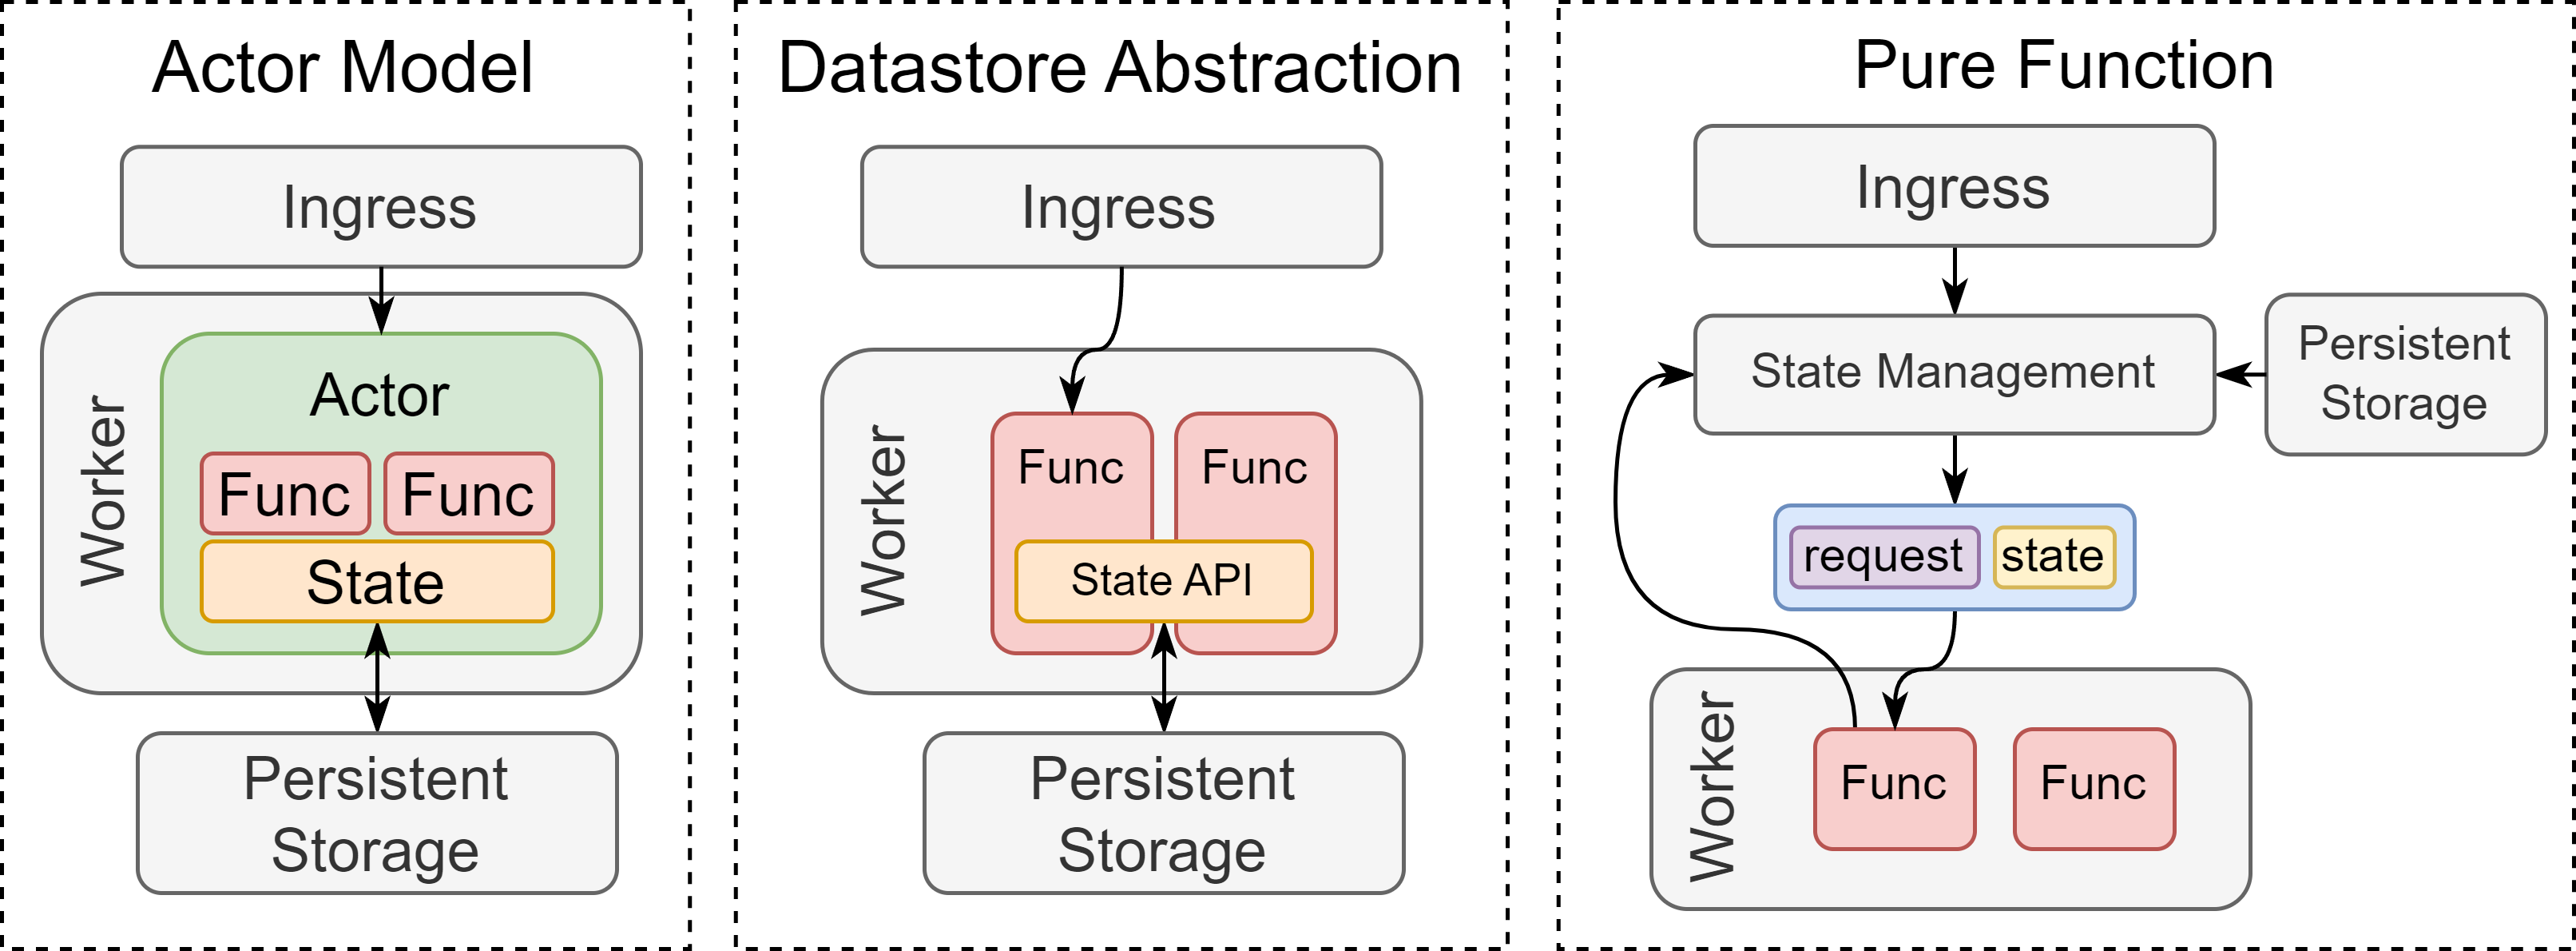 Actor Model
Ingress
Worker
Actor
Func
Func
State
Persistent
Storage
Datastore Abstraction
Ingress
Worker
Func
Func
State API
Persistent
Storage
Pure Function
Ingress
State Management
Persistent
Storage
request
state
Worker
Func
Func